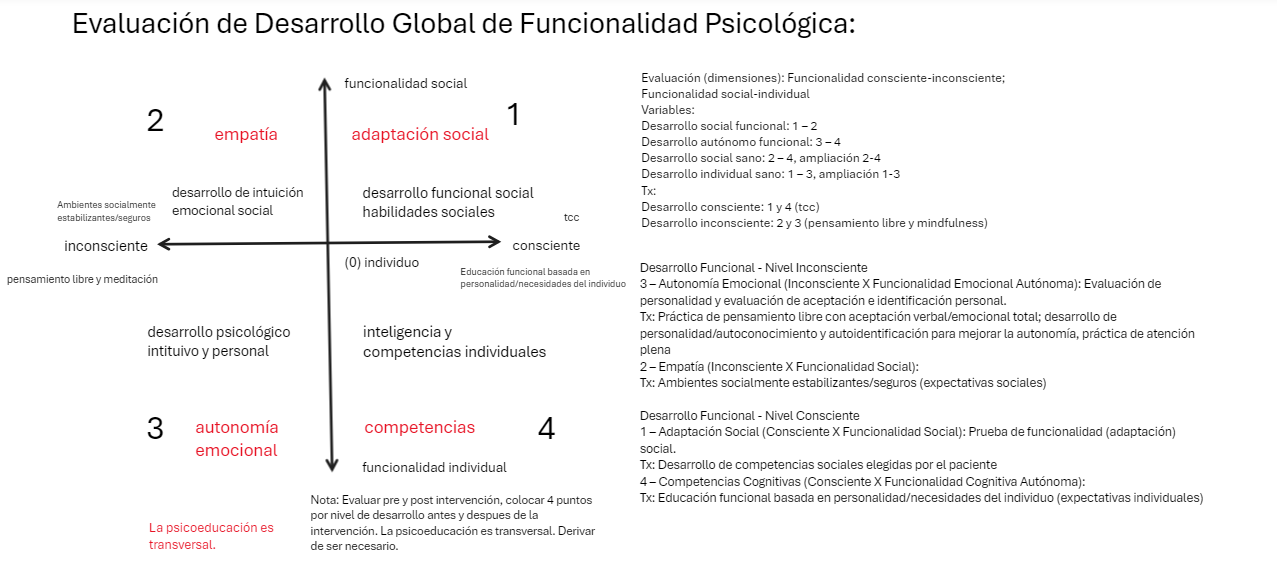 Evaluación de Desarrollo Global de Funcionalidad Psicológica:
funcionalidad social
2
1
empatía
adaptación social
desarrollo de intuición
emocional social
desarrollo funcional social
habilidades sociales
Ambientes socialmente
estabilizantes/seguros
tcc
inconsciente
consciente
(0) individuo
pensamiento libre y meditación
Educación funcional basada en
personalidad/necesidades del individuo
desarrollo psicológico
intituivo y personal
inteligencia y
competencias individuales
3
autonomía
emocional
competencias
4
funcionalidad individual
La psicoeducación es
transversal.
Nota: Evaluar pre y post intervención, colocar 4 puntos
por nivel de desarrollo antes y despues de la
intervención. La psicoeducación es transversal. Derivar
de ser necesario.
Evaluación (dimensiones): Funcionalidad consciente-inconsciente;
Funcionalidad social-individual
Variables:
Desarrollo social funcional: 1 – 2
Desarrollo autónomo funcional: 3 – 4
Desarrollo social sano: 2 – 4, ampliación 2-4
Desarrollo individual sano: 1 – 3, ampliación 1-3
Tx:
Desarrollo consciente: 1 y 4 (tcc)
Desarrollo inconsciente: 2 y 3 (pensamiento libre y mindfulness)
Desarrollo Funcional - Nivel Inconsciente
3 – Autonomía Emocional (Inconsciente X Funcionalidad Emocional Autónoma): Evaluación de
personalidad y evaluación de aceptación e identificación personal.
Tx: Práctica de pensamiento libre con aceptación verbal/emocional total; desarrollo de
personalidad/autoconocimiento y autoidentificación para mejorar la autonomía, práctica de atención
plena
2 – Empatía (Inconsciente X Funcionalidad Social):
Tx: Ambientes socialmente estabilizantes/seguros (expectativas sociales)
Desarrollo Funcional - Nivel Consciente
1 – Adaptación Social (Consciente X Funcionalidad Social): Prueba de funcionalidad (adaptación)
social.
Tx: Desarrollo de competencias sociales elegidas por el paciente
4 – Competencias Cognitivas (Consciente X Funcionalidad Cognitiva Autónoma):
Tx: Educación funcional basada en personalidad/necesidades del individuo (expectativas individuales)